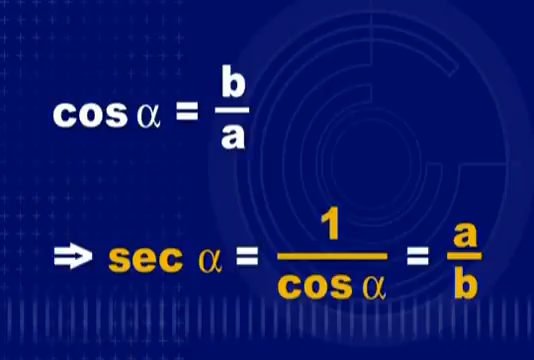 cos α = b/a
⇒ sec α = 1/cos α = a/b